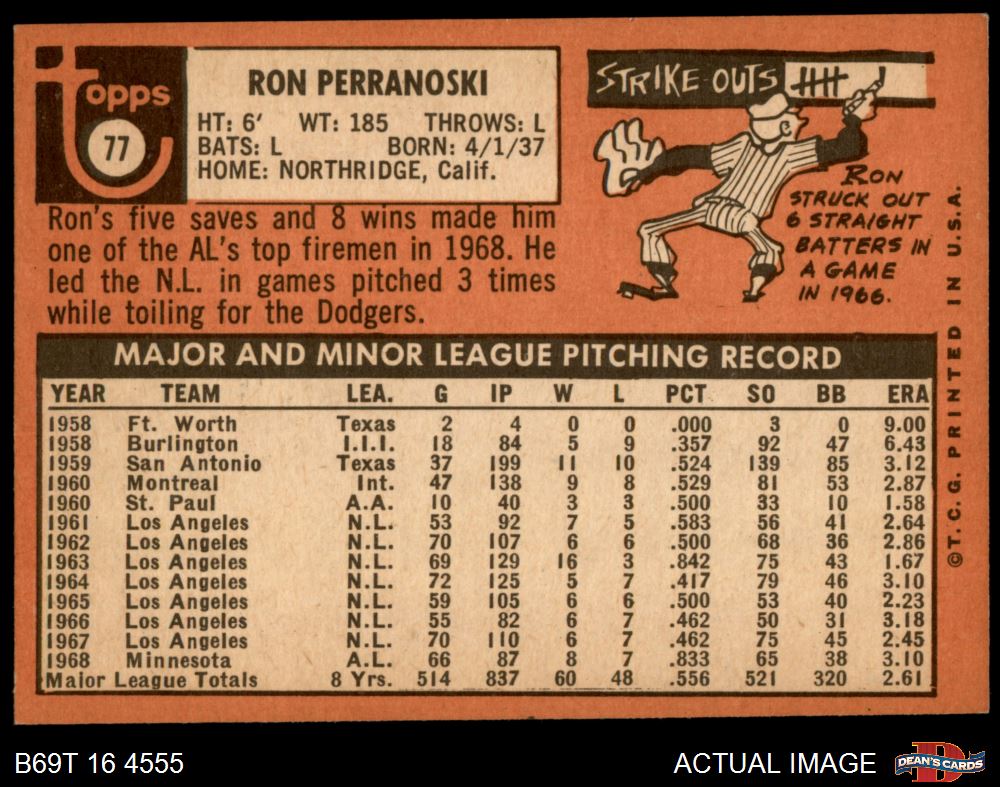 Topps
77
RON PERRANOSKI
HT: 6' WT: 185 THROWS: L
BATS: L BORN: 4/1/37
HOME: NORTHRIDGE, Calif.
STRIKE-OUTS
RON
STRUCK OUT
6 STRAIGHT
BATTERS IN
A GAME
IN 1966.
Ron's five saves and 8 wins made him
one of the AL's top firemen in 1968. He
led the N.L. in games pitched 3 times
while toiling for the Dodgers.
MAJOR AND MINOR LEAGUE PITCHING RECORD
YEAR TEAM LEA. G IP W L PCT. SO BB ERA
1958 Ft. Worth Texas 2 4 0 0 .000 3 0 9.00
1958 Burlington I.I.I. 18 84 5 9 .357 92 47 6.43
1959 San Antonio Texas 37 199 11 10 .524 139 85 3.12
1960 Montreal Int. 47 138 9 8 .529 81 53 2.87
1960 St. Paul A.A. 10 40 3 3 .500 33 10 1.58
1961 Los Angeles N.L. 53 92 7 5 .583 56 41 2.64
1962 Los Angeles N.L. 70 107 6 6 .500 68 36 2.86
1963 Los Angeles N.L. 69 129 16 3 .842 75 43 1.67
1964 Los Angeles N.L. 72 125 5 7 .417 79 46 3.10
1965 Los Angeles N.L. 59 105 6 6 .500 53 40 2.23
1966 Los Angeles N.L. 55 82 6 7 .462 50 31 3.18
1967 Los Angeles N.L. 70 110 6 7 .462 75 45 2.45
1968 Minnesota A.L. 66 87 8 7 .833 65 38 3.10
Major League Totals 8 Yrs. 514 837 60 48 .556 521 320 2.61
©T.C.G. PRINTED IN U.S.A.
B69T 16 4555
ACTUAL IMAGE
D
DEAN'S CARDS